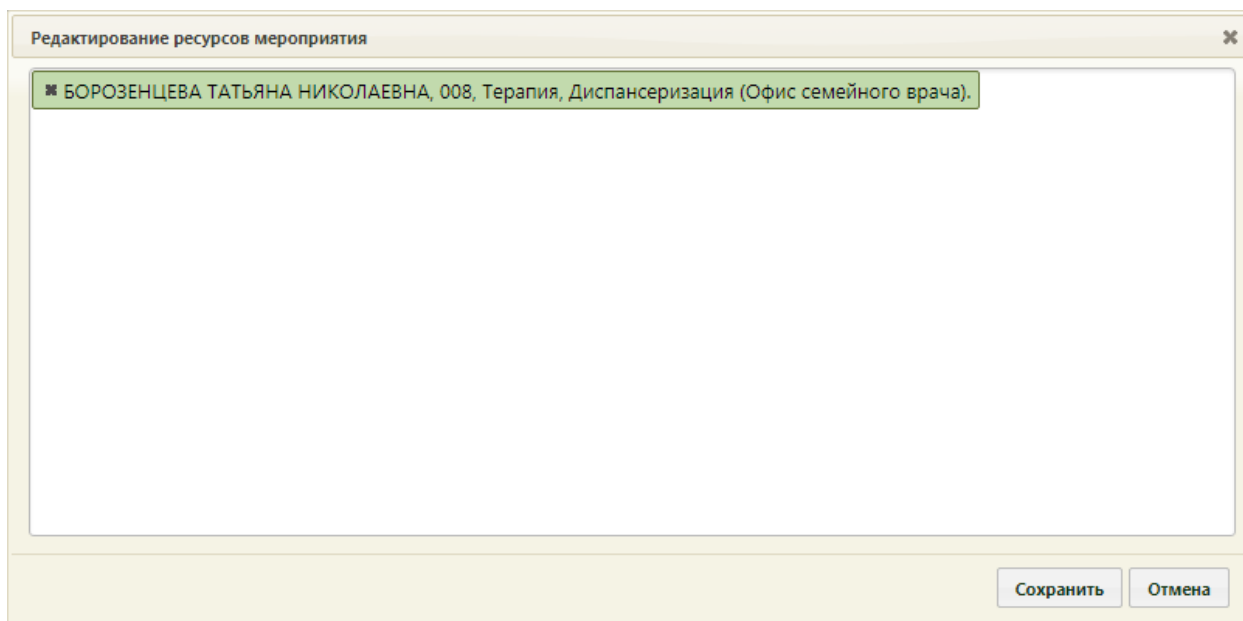 Редактирование ресурсов мероприятия
БОРОЗЕНЦЕВА ТАТЬЯНА НИКОЛАЕВНА, 008, Терапия, Диспансеризация (Офис семейного врача).
Сохранить Отмена